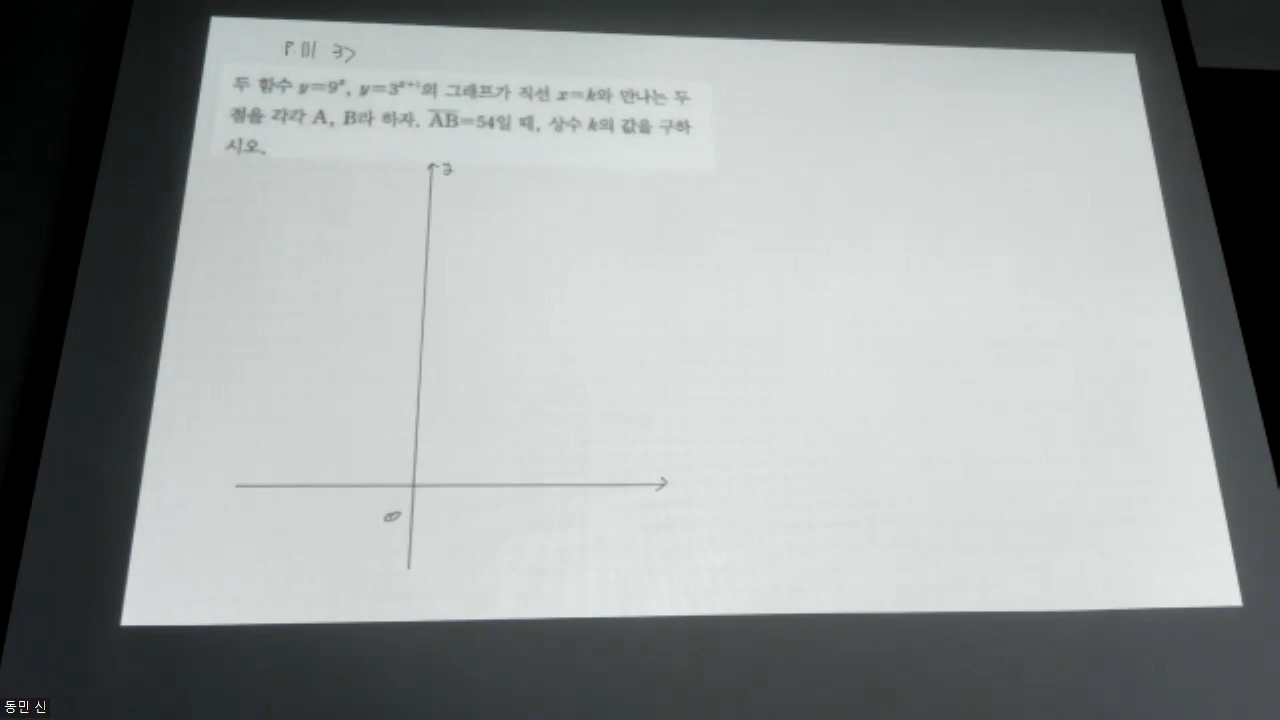 P.111 37
두 함수 y=9ˣ, y=3ˣ⁺¹의 그래프가 직선 x=k와 만나는 두
점을 각각 A, B라 하자. A̅B̅=54일 때, 상수 k의 값을 구하
시오.
y
O
동민 신